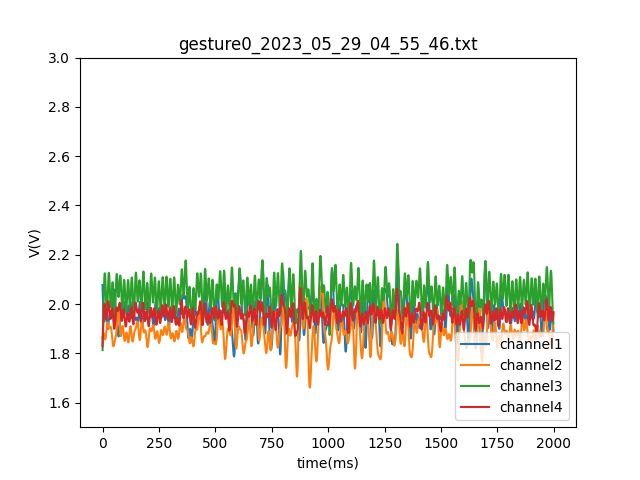 gesture0_2023_05_29_04_55_46.txt
3.0
2.8
2.6
2.4
2.2
2.0
1.8
1.6
V(V)
channel1
channel2
channel3
channel4
0 250 500 750 1000 1250 1500 1750 2000
time(ms)